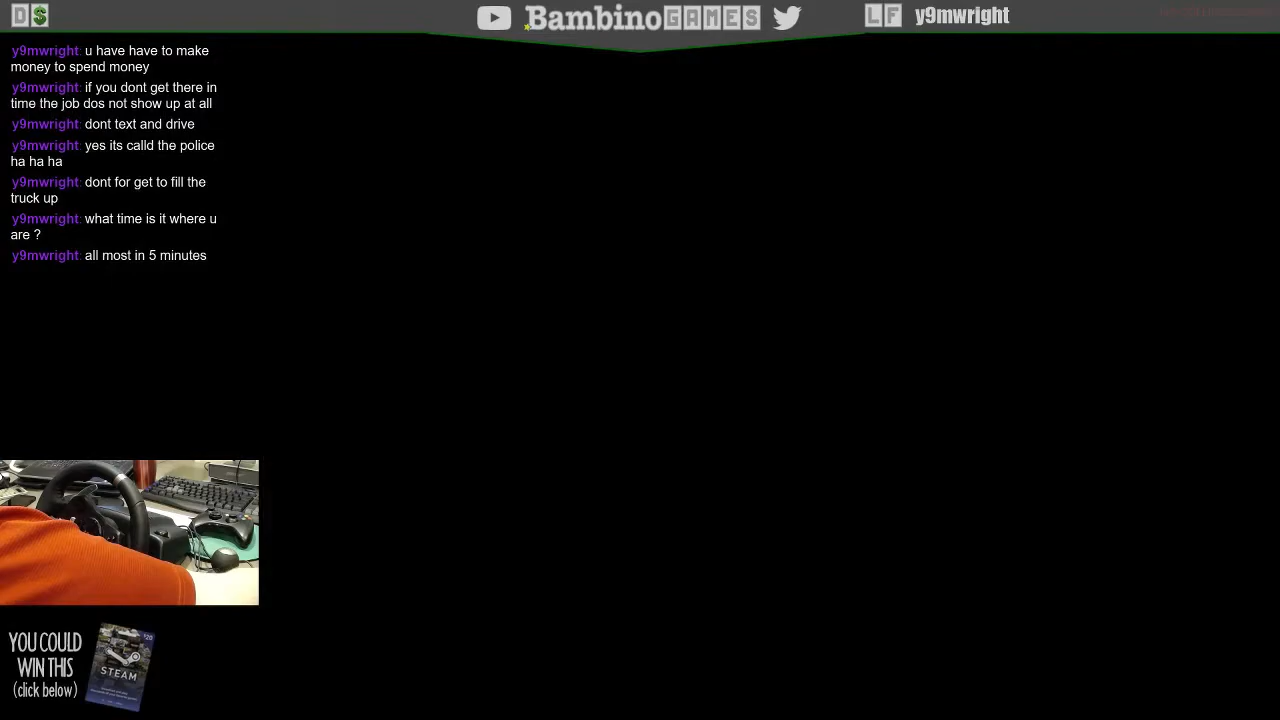 D$
BambinoGAMES
LF y9mwright
y9mwright: u have have to make
money to spend money
y9mwright: if you dont get there in
time the job dos not show up at all
y9mwright: dont text and drive
y9mwright: yes its calld the police
ha ha ha
y9mwright: dont for get to fill the
truck up
y9mwright: what time is it where u
are ?
y9mwright: all most in 5 minutes
YOU COULD
WIN THIS
(click below)
$20
STEAM